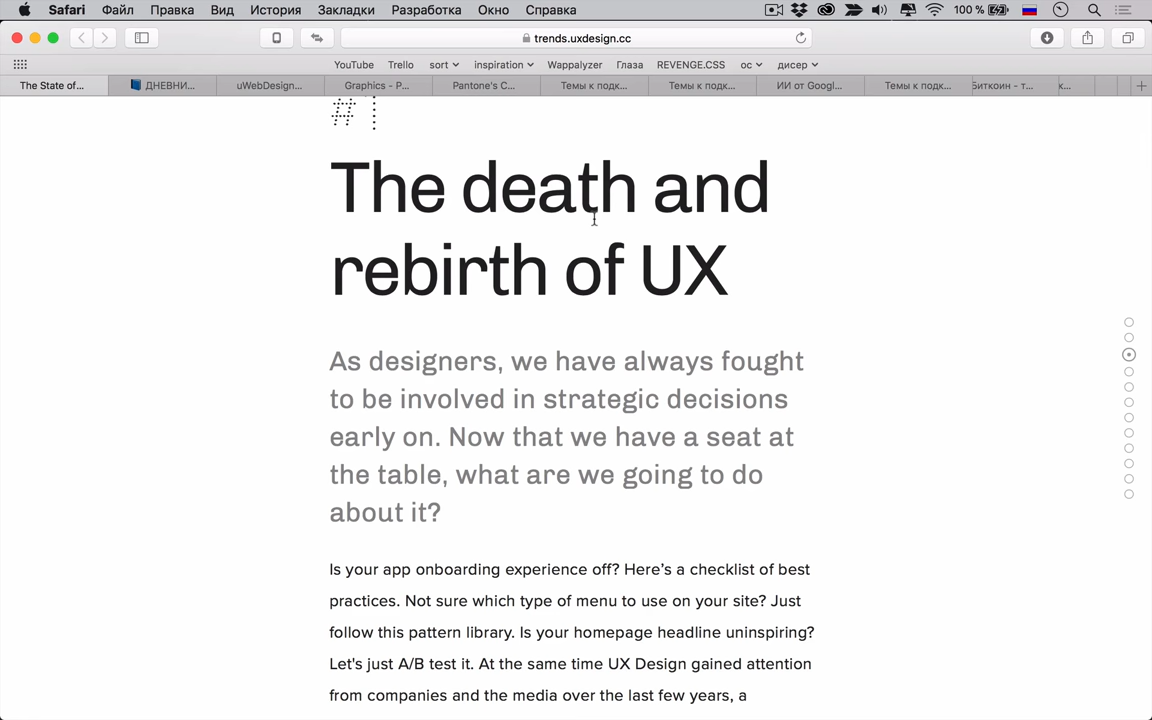 Safari Файл Правка Вид История Закладки Разработка Окно Справка 100 %
trends.uxdesign.cc
YouTube Trello sort inspiration Wappalyzer Глаза REVENGE.CSS ос дисер
The State of... ДНЕВНИ... uWebDesign... Graphics - P... Pantone's C... Темы к подк... Темы к подк... ИИ от Googl... Темы к подк... Биткоин - т... к...
#1
The death and
rebirth of UX
As designers, we have always fought
to be involved in strategic decisions
early on. Now that we have a seat at
the table, what are we going to do
about it?
Is your app onboarding experience off? Here’s a checklist of best
practices. Not sure which type of menu to use on your site? Just
follow this pattern library. Is your homepage headline uninspiring?
Let's just A/B test it. At the same time UX Design gained attention
from companies and the media over the last few years, a